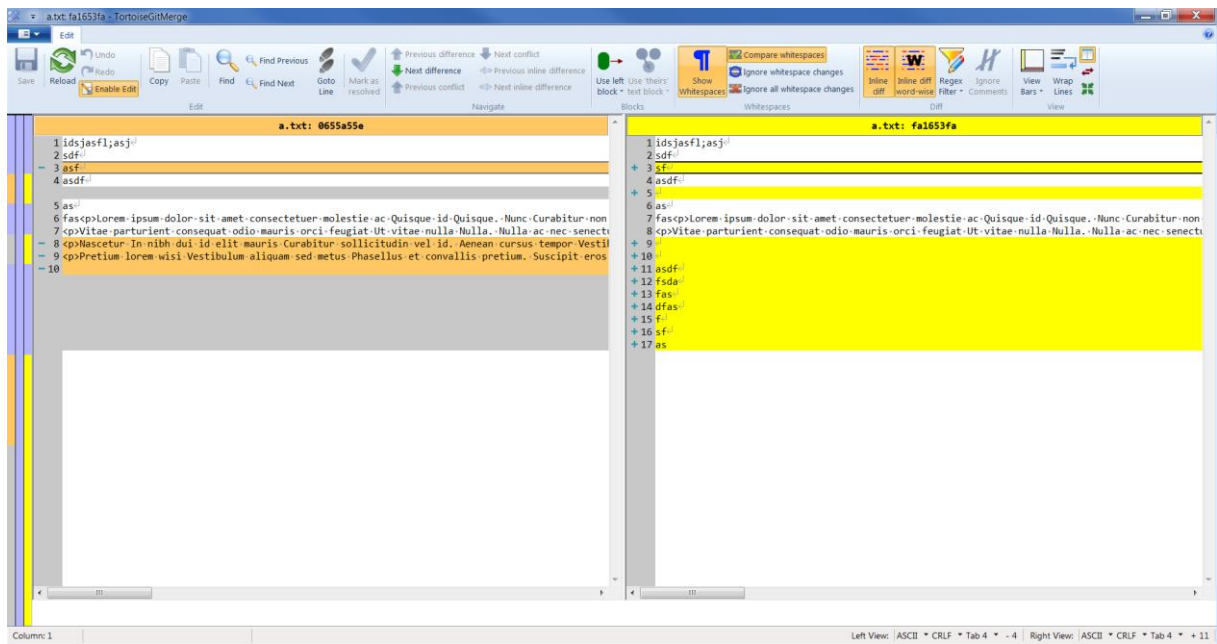 a.txt: fa1653fa - TortoiseGitMerge
Edit
Save
Reload
Undo
Redo
Enable Edit
Copy
Paste
Find
Find Previous
Find Next
Goto Line
Mark as resolved
Edit
Previous difference
Next difference
Previous conflict
Next conflict
Previous inline difference
Next inline difference
Navigate
Use left block
Use 'theirs' text block
Blocks
Show Whitespaces
Compare whitespaces
Ignore whitespace changes
Ignore all whitespace changes
Whitespaces
Inline diff
Inline diff word-wise
Regex Filter
Ignore Comments
Diff
View Bars
Wrap Lines
View
a.txt: 0655a55e
1 idsjasfl;asj
2 sdf
- 3 asf
4 asdf
5 as
6 fas<p>Lorem·ipsum·dolor·sit·amet·consectetuer·molestie·ac·Quisque·id·Quisque.·Nunc·Curabitur·non
7 <p>Vitae·parturient·consequat·odio·mauris·orci·feugiat·Ut·vitae·nulla·Nulla.·Nulla·ac·nec·senectu
- 8 <p>Nascetur·In·nibh·dui·id·elit·mauris·Curabitur·sollicitudin·vel·id.·Aenean·cursus·tempor·Vestil
- 9 <p>Pretium·lorem·wisi·Vestibulum·aliquam·sed·metus·Phasellus·et·convallis·pretium.·Suscipit·eros
- 10
a.txt: fa1653fa
1 idsjasfl;asj
2 sdf
+ 3 sf
4 asdf
+ 5
6 as
7 fas<p>Lorem·ipsum·dolor·sit·amet·consectetuer·molestie·ac·Quisque·id·Quisque.·Nunc·Curabitur·non
8 <p>Vitae·parturient·consequat·odio·mauris·orci·feugiat·Ut·vitae·nulla·Nulla.·Nulla·ac·nec·senectu
+ 9
+ 10
+ 11 asdf
+ 12 fsda
+ 13 fas
+ 14 dfas
+ 15 f
+ 16 sf
+ 17 as
Column: 1
Left View: ASCII CRLF Tab 4 - 4
Right View: ASCII CRLF Tab 4 + 11